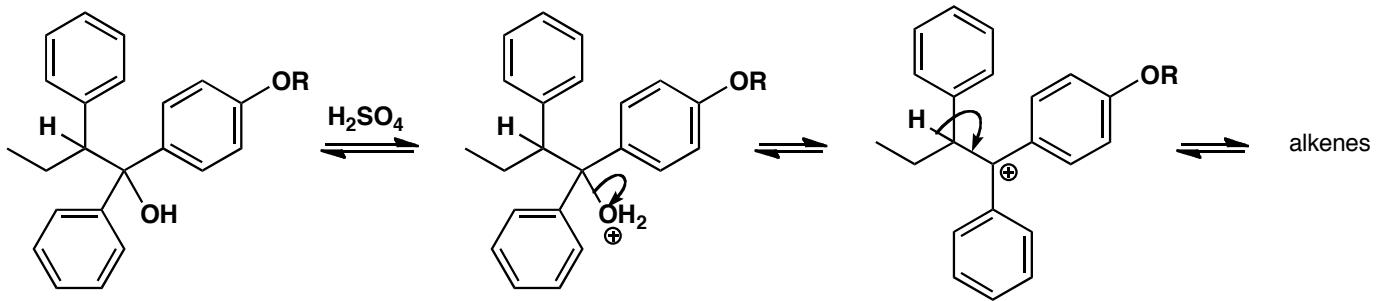 OR
H
H₂SO₄
OH
OR
H
OH₂
⊕
OR
H
⊕
alkenes